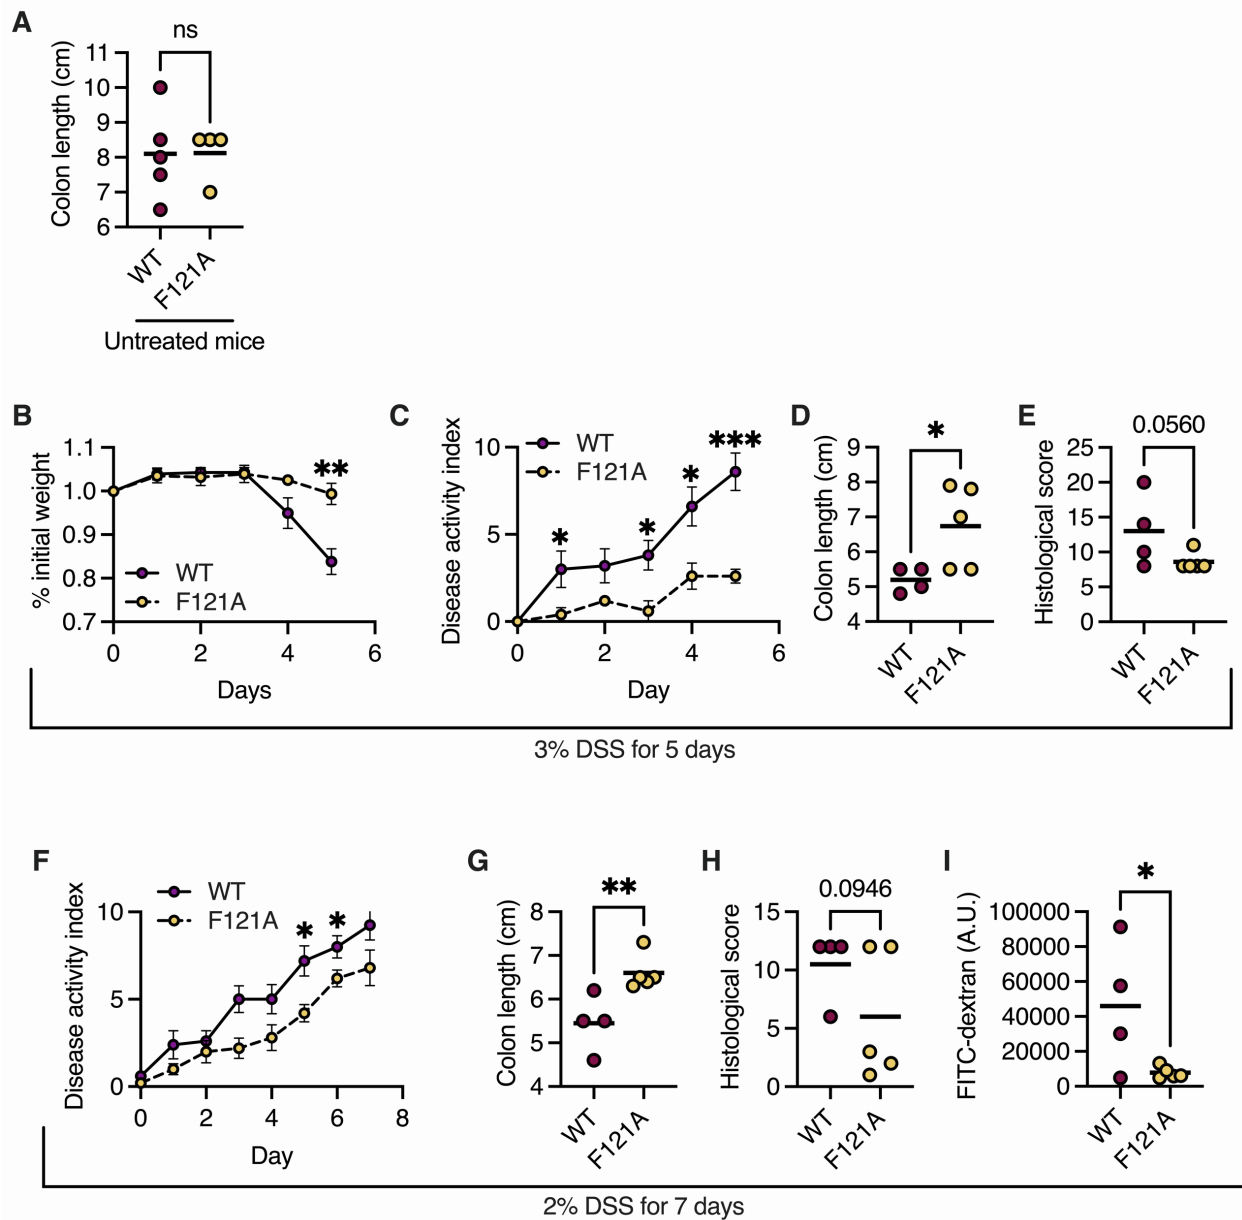 A
ns
Colon length (cm)
11
10
9
8
7
6
WT
F121A
Untreated mice
B
% initial weight
1.1
1.0
0.9
0.8
0.7
**
WT
F121A
0 2 4 6
Days
C
Disease activity index
10
5
0
WT
F121A
* * * ***
0 2 4 6
Day
D
Colon length (cm)
9
8
7
6
5
4
*
WT
F121A
E
Histological score
25
20
15
10
5
0
0.0560
WT
F121A
3% DSS for 5 days
F
Disease activity index
10
5
0
WT
F121A
* *
0 2 4 6 8
Day
G
Colon length (cm)
8
7
6
5
4
**
WT
F121A
H
Histological score
15
10
5
0
0.0946
WT
F121A
I
FITC-dextran (A.U.)
100000
80000
60000
40000
20000
0
*
WT
F121A
2% DSS for 7 days